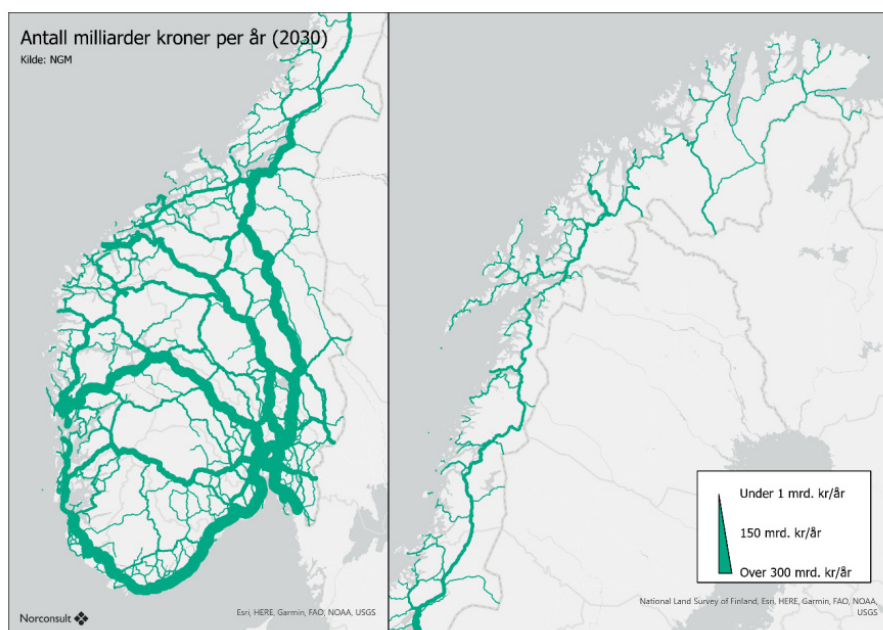 Antall milliarder kroner per år (2030)
Kilde: NGM
Norconsult
Esri, HERE, Garmin, FAO, NOAA, USGS
Under 1 mrd. kr/år
150 mrd. kr/år
Over 300 mrd. kr/år
National Land Survey of Finland, Esri, HERE, Garmin, FAO, NOAA,
USGS